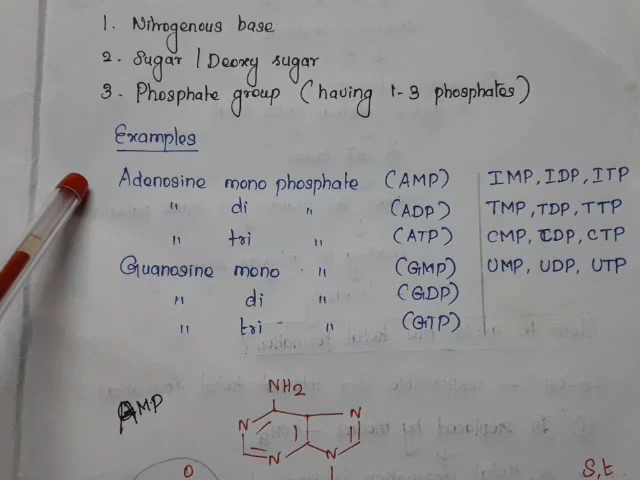 1. Nitrogenous base
2. Sugar / Deoxy sugar
3. Phosphate group (having 1-3 phosphates)
Examples
Adenosine mono phosphate (AMP)
" di " (ADP)
" tri " (ATP)
Guanosine mono " (GMP)
" di " (GDP)
" tri " (GTP)
IMP, IDP, ITP
TMP, TDP, TTP
CMP, CDP, CTP
UMP, UDP, UTP
AMP
NH2
N N
N N
O
S,t